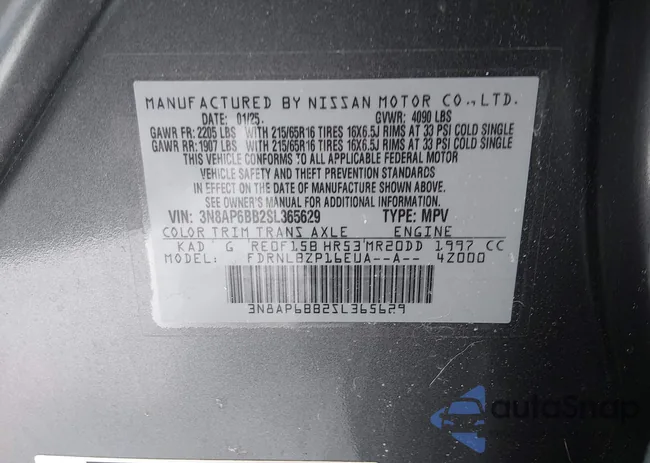 MANUFACTURED BY NISSAN MOTOR CO.,LTD.
DATE: 01/25. GVWR: 4090 LBS
GAWR FR: 2205 LBS WITH 215/65R16 TIRES 16X6.5J RIMS AT 33 PSI COLD SINGLE
GAWR RR: 1907 LBS WITH 215/65R16 TIRES 16X6.5J RIMS AT 33 PSI COLD SINGLE
THIS VEHICLE CONFORMS TO ALL APPLICABLE FEDERAL MOTOR
VEHICLE SAFETY AND THEFT PREVENTION STANDARDS
IN EFFECT ON THE DATE OF MANUFACTURE SHOWN ABOVE.
SEE OWNER'S MANUAL FOR ADDITIONAL INFORMATION
VIN: 3N8AP6BB2SL365629 TYPE: MPV
COLOR TRIM TRANS AXLE ENGINE
KAD G RE0F15B HR53 MR20DD 1997 CC
MODEL: FDRNLBZP16EUA--A-- 4Z000
3N8AP6BB2SL365629
autoSnap